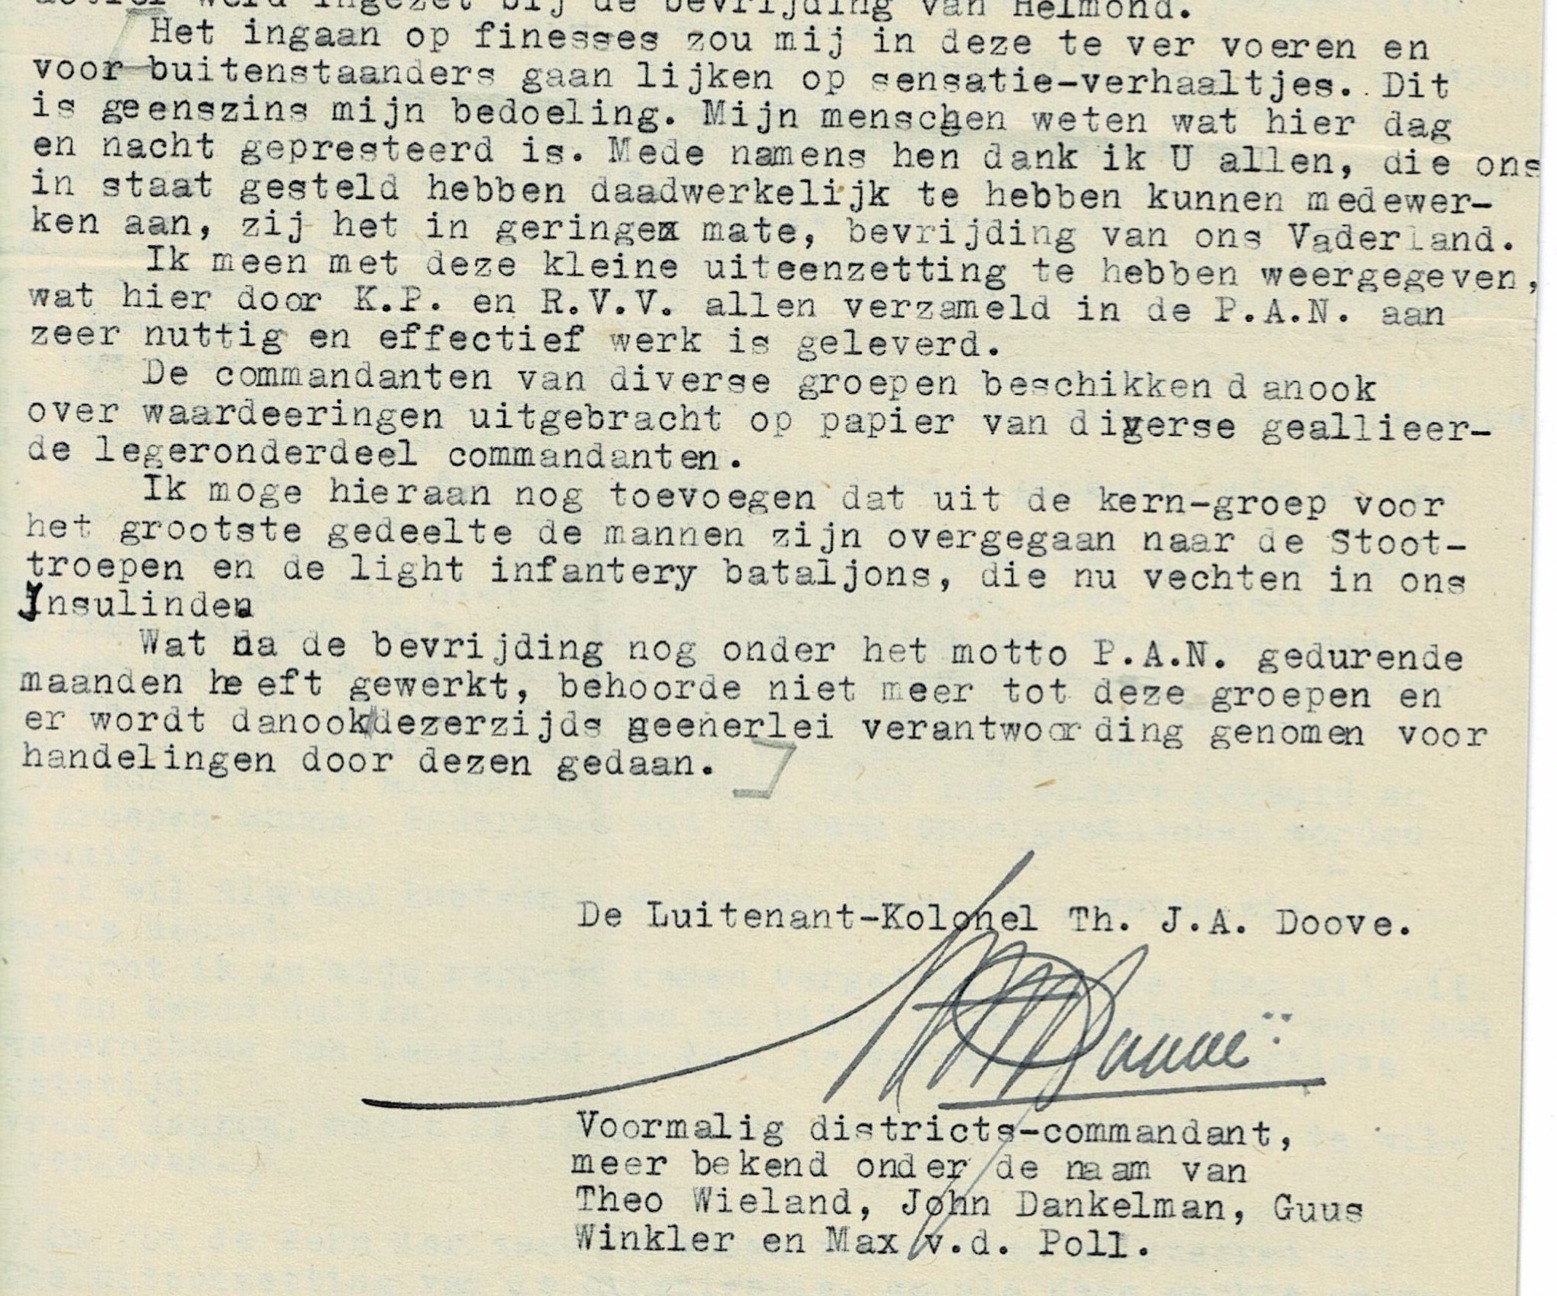 actief werd ingezet bij de bevrijding van Helmond.
Het ingaan op finesses zou mij in deze te ver voeren en
voor buitenstaanders gaan lijken op sensatie-verhaaltjes. Dit
is geenszins mijn bedoeling. Mijn menschen weten wat hier dag
en nacht gepresteerd is. Mede namens hen dank ik U allen, die ons
in staat gesteld hebben daadwerkelijk te hebben kunnen medewer-
ken aan, zij het in geringe mate, bevrijding van ons Vaderland.
Ik meen met deze kleine uiteenzetting te hebben weergegeven,
wat hier door K.P. en R.V.V. allen verzameld in de P.A.N. aan
zeer nuttig en effectief werk is geleverd.
De commandanten van diverse groepen beschikken danook
over waardeeringen uitgebracht op papier van diverse geallieer-
de legeronderdeel commandanten.
Ik moge hieraan nog toevoegen dat uit de kern-groep voor
het grootste gedeelte de mannen zijn overgegaan naar de Stoot-
troepen en de light infantery bataljons, die nu vechten in ons
Insulinde.
Wat na de bevrijding nog onder het motto P.A.N. gedurende
maanden heeft gewerkt, behoorde niet meer tot deze groepen en
er wordt danook dezerzijds geenerlei verantwoording genomen voor
handelingen door dezen gedaan.
De Luitenant-Kolonel Th. J.A. Doove.
Voormalig districts-commandant,
meer bekend onder de naam van
Theo Wieland, John Dankelman, Guus
Winkler en Max v.d. Poll.